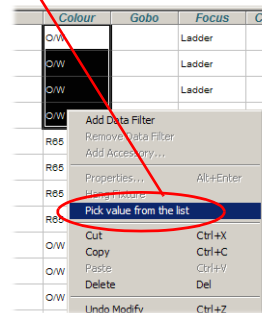 Colour Gobo Focus C
O/W Ladder
O/W Ladder
O/W Ladder
O/W
Add Data Filter
Remove Data Filter
R65
Add Accessory...
R65
Properties... Alt+Enter
R65
Hang Fixture
R65
Pick value from the list
Cut Ctrl+X
O/W
Copy Ctrl+C
O/W
Paste Ctrl+V
Delete Del
O/W
Undo Modify Ctrl+Z